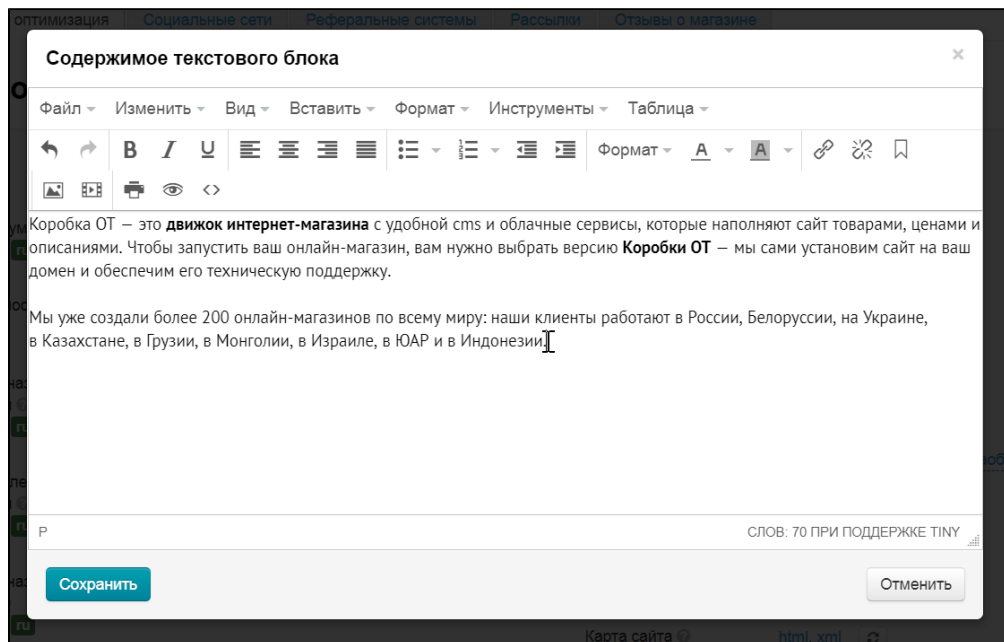 оптимизация Социальные сети Реферальные системы Рассылки Отзывы о магазине
Содержимое текстового блока ×
Файл Изменить Вид Вставить Формат Инструменты Таблица
B I U Формат A A
Коробка ОТ — это движок интернет-магазина с удобной cms и облачные сервисы, которые наполняют сайт товарами, ценами и
описаниями. Чтобы запустить ваш онлайн-магазин, вам нужно выбрать версию Коробки ОТ — мы сами установим сайт на ваш
домен и обеспечим его техническую поддержку.
Мы уже создали более 200 онлайн-магазинов по всему миру: наши клиенты работают в России, Белоруссии, на Украине,
в Казахстане, в Грузии, в Монголии, в Израиле, в ЮАР и в Индонезии.
P СЛОВ: 70 ПРИ ПОДДЕРЖКЕ TINY
Сохранить Отменить
ru
Карта сайта html, xml